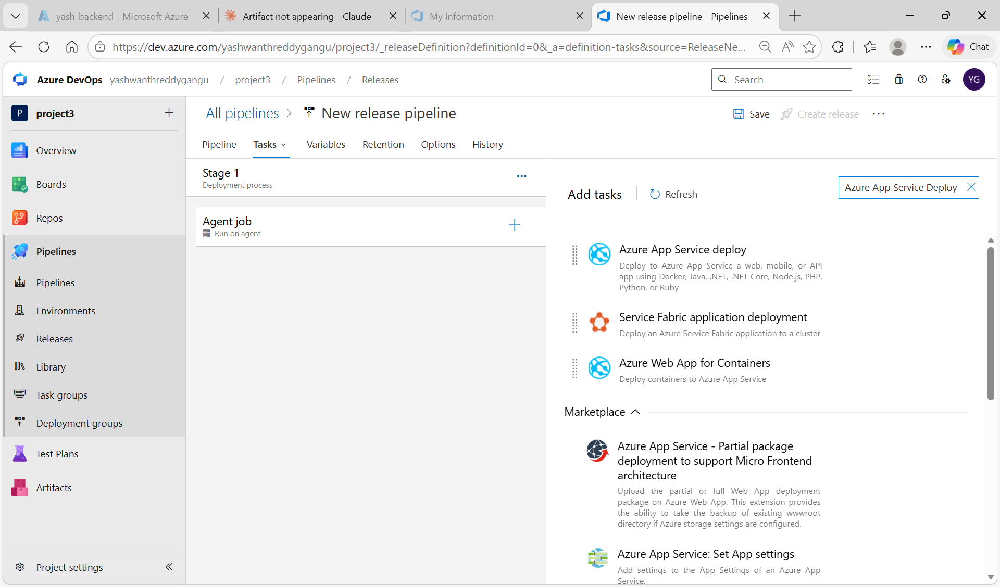 yash-backend - Microsoft Azure
Artifact not appearing - Claude
My Information
New release pipeline - Pipelines
https://dev.azure.com/yashwanthreddygangu/project3/_releaseDefinition?definitionId=0&_a=definition-tasks&source=ReleaseNe...
Chat
Azure DevOps yashwanthreddygangu / project3 / Pipelines / Releases
Search
YG
P project3
Overview
Boards
Repos
Pipelines
Pipelines
Environments
Releases
Library
Task groups
Deployment groups
Test Plans
Artifacts
Project settings
All pipelines > New release pipeline
Save
Create release
Pipeline
Tasks
Variables
Retention
Options
History
Stage 1
Deployment process
Agent job
Run on agent
Add tasks
Refresh
Azure App Service Deploy
Azure App Service deploy
Deploy to Azure App Service a web, mobile, or API
app using Docker, Java, .NET, .NET Core, Node.js, PHP,
Python, or Ruby
Service Fabric application deployment
Deploy an Azure Service Fabric application to a cluster
Azure Web App for Containers
Deploy containers to Azure App Service
Marketplace
Azure App Service - Partial package
deployment to support Micro Frontend
architecture
Upload the partial or full Web App deployment
package on Azure Web App. This extension provides
the ability to take the backup of existing wwwroot
directory if Azure storage settings are configured.
Azure App Service: Set App settings
Add settings to the App Settings of an Azure App
Service.